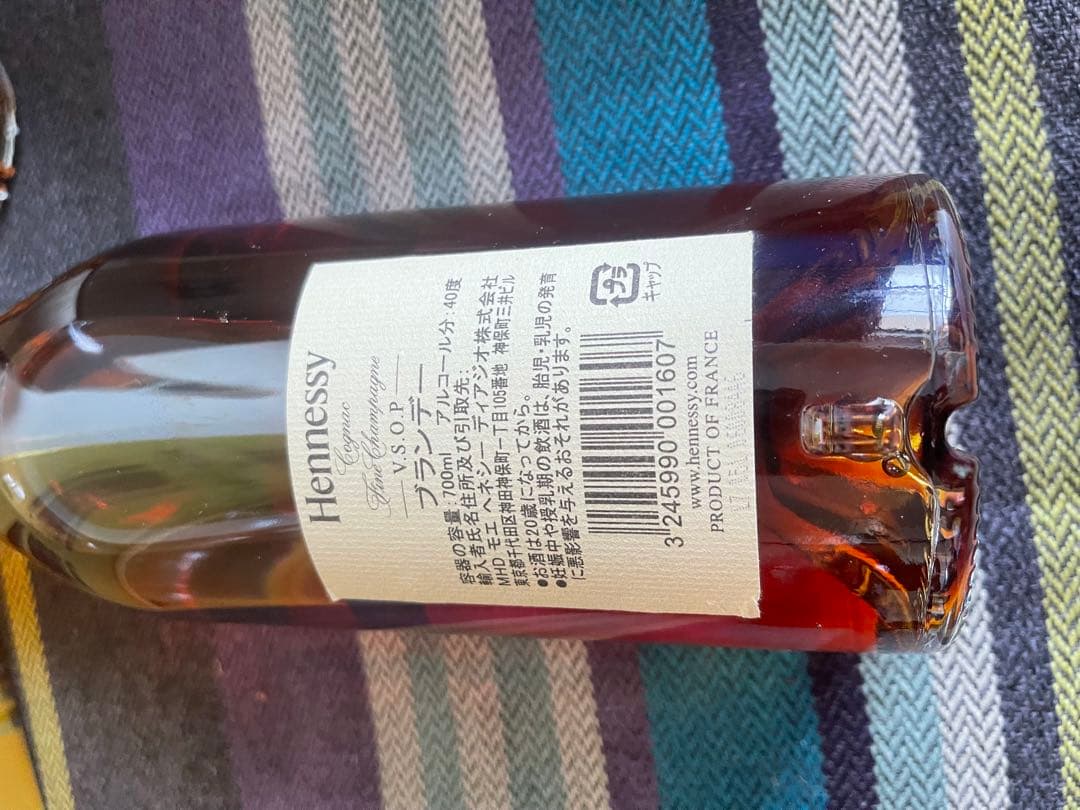 Hennessy
Cognac
Fine Champagne
V.S.O.P
ブランデー
容器の容量:700ml アルコール分:40度
輸入者氏名住所及び引取先:
MHD モエ ヘネシー ディアジオ株式会社
東京都千代田区神田神保町一丁目105番地 神保町三井ビル
●お酒は20歳になってから。
●妊娠中や授乳期の飲酒は、胎児・乳児の発育
に悪影響を与えるおそれがあります。
プラ
キャップ
3 245990 001607
www.hennessy.com
PRODUCT OF FRANCE